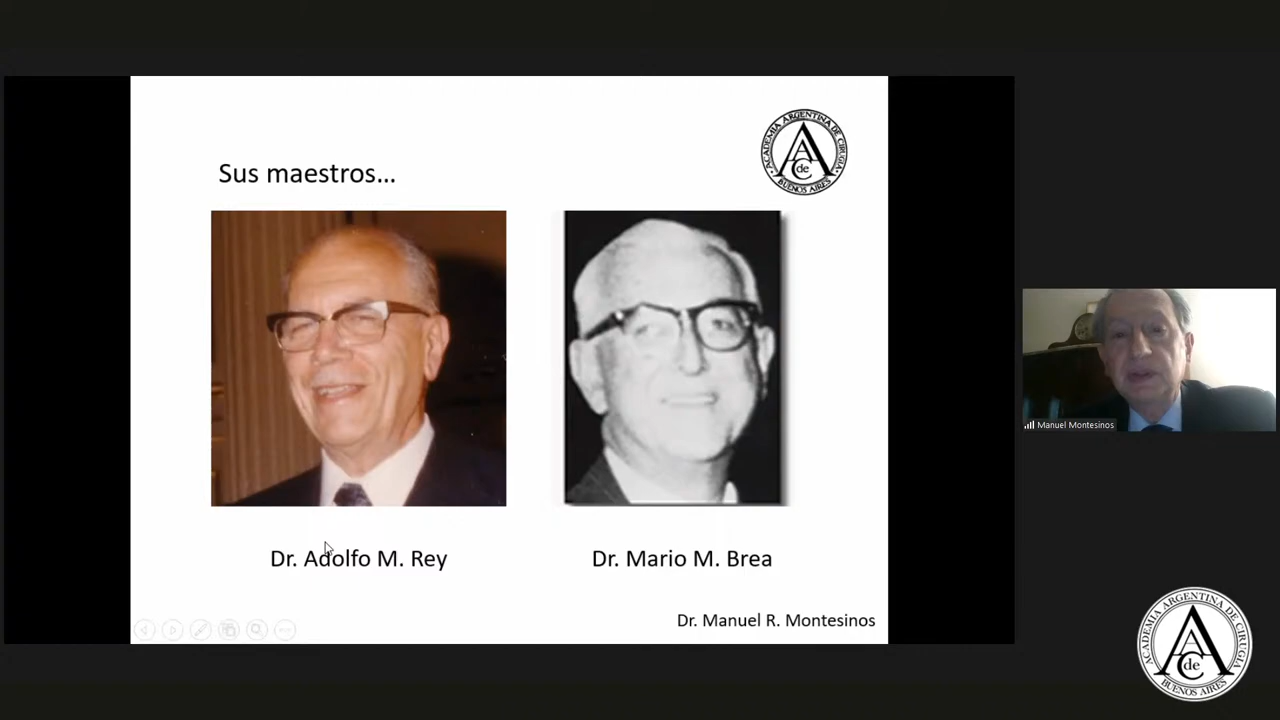 Sus maestros...
ACADEMIA ARGENTINA DE CIRUGIA
A A C de
BUENOS AIRES
Dr. Adolfo M. Rey
Dr. Mario M. Brea
Dr. Manuel R. Montesinos
Manuel Montesinos
ACADEMIA ARGENTINA DE CIRUGIA
A A C de
BUENOS AIRES